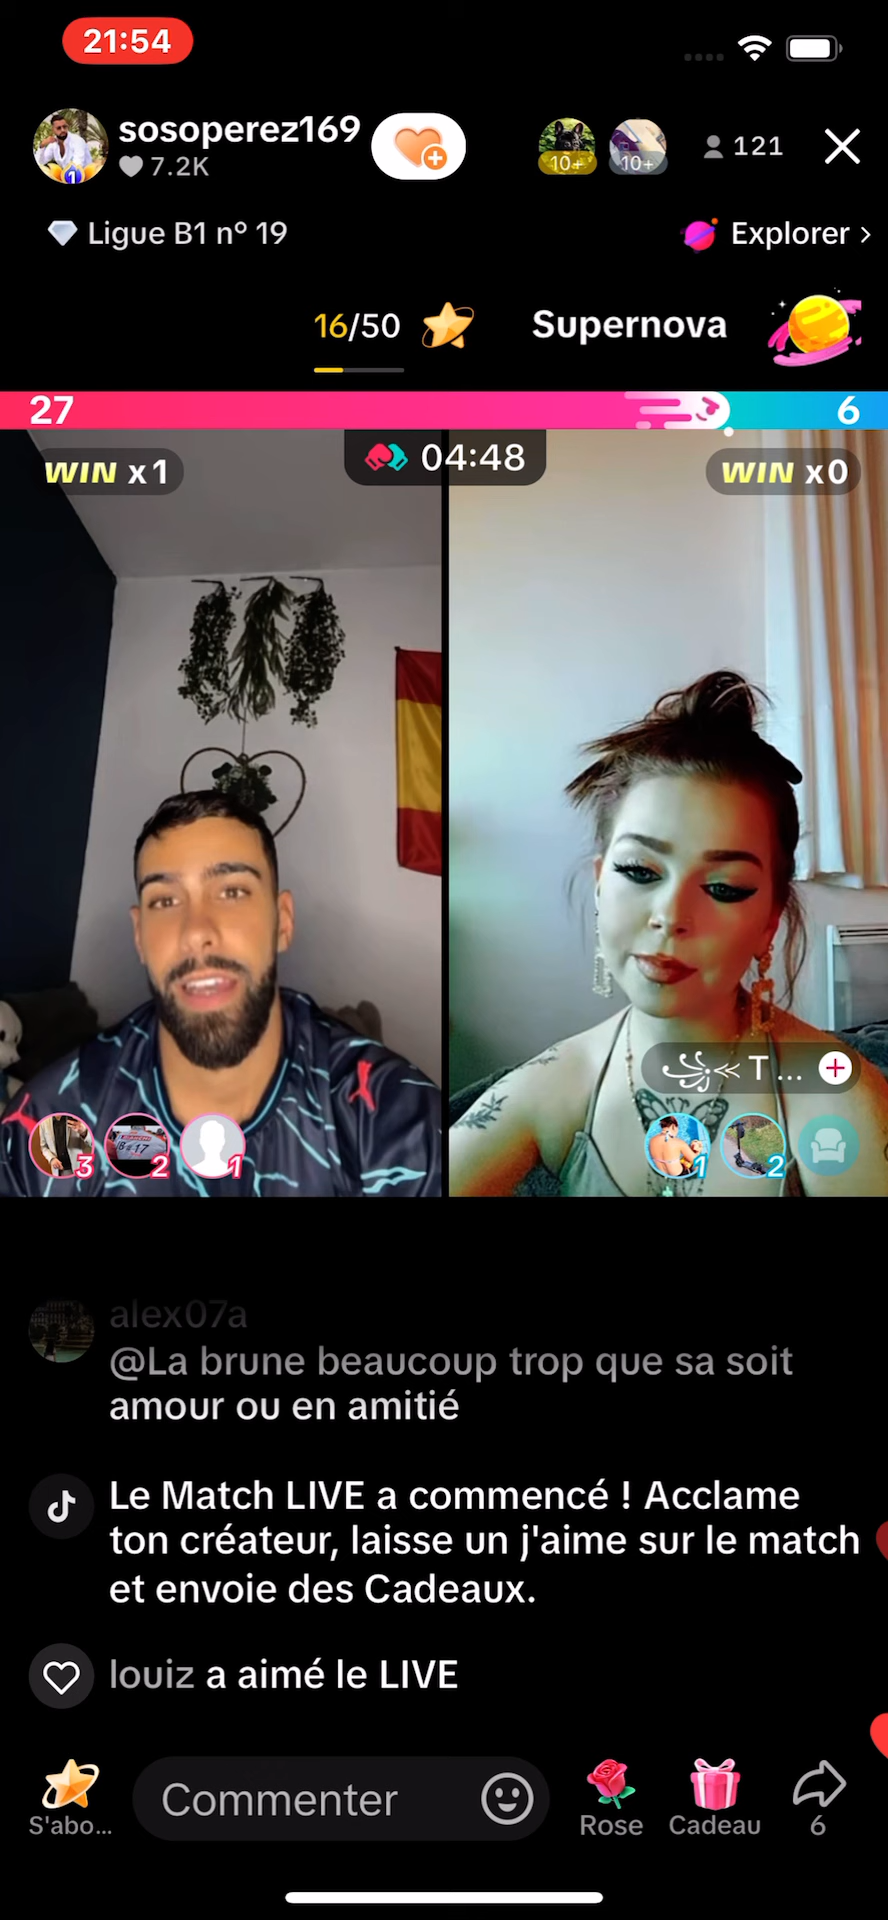 21:54
sosoperez169
7.2K
1
10+
10+
121
Ligue B1 n° 19
Explorer >
16/50
Supernova
27
6
WIN x1
04:48
WIN x0
T...
3
2
1
1
2
alex07a
@La brune beaucoup trop que sa soit
amour ou en amitié
Le Match LIVE a commencé ! Acclame
ton créateur, laisse un j'aime sur le match
et envoie des Cadeaux.
louiz a aimé le LIVE
S'abo...
Commenter
Rose
Cadeau
6